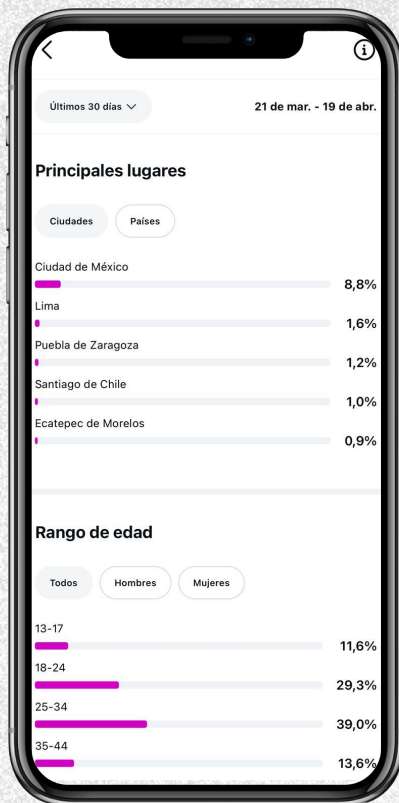 Últimos 30 días 21 de mar. - 19 de abr.
Principales lugares
Ciudades Países
Ciudad de México
8,8%
Lima
1,6%
Puebla de Zaragoza
1,2%
Santiago de Chile
1,0%
Ecatepec de Morelos
0,9%
Rango de edad
Todos Hombres Mujeres
13-17
11,6%
18-24
29,3%
25-34
39,0%
35-44
13,6%